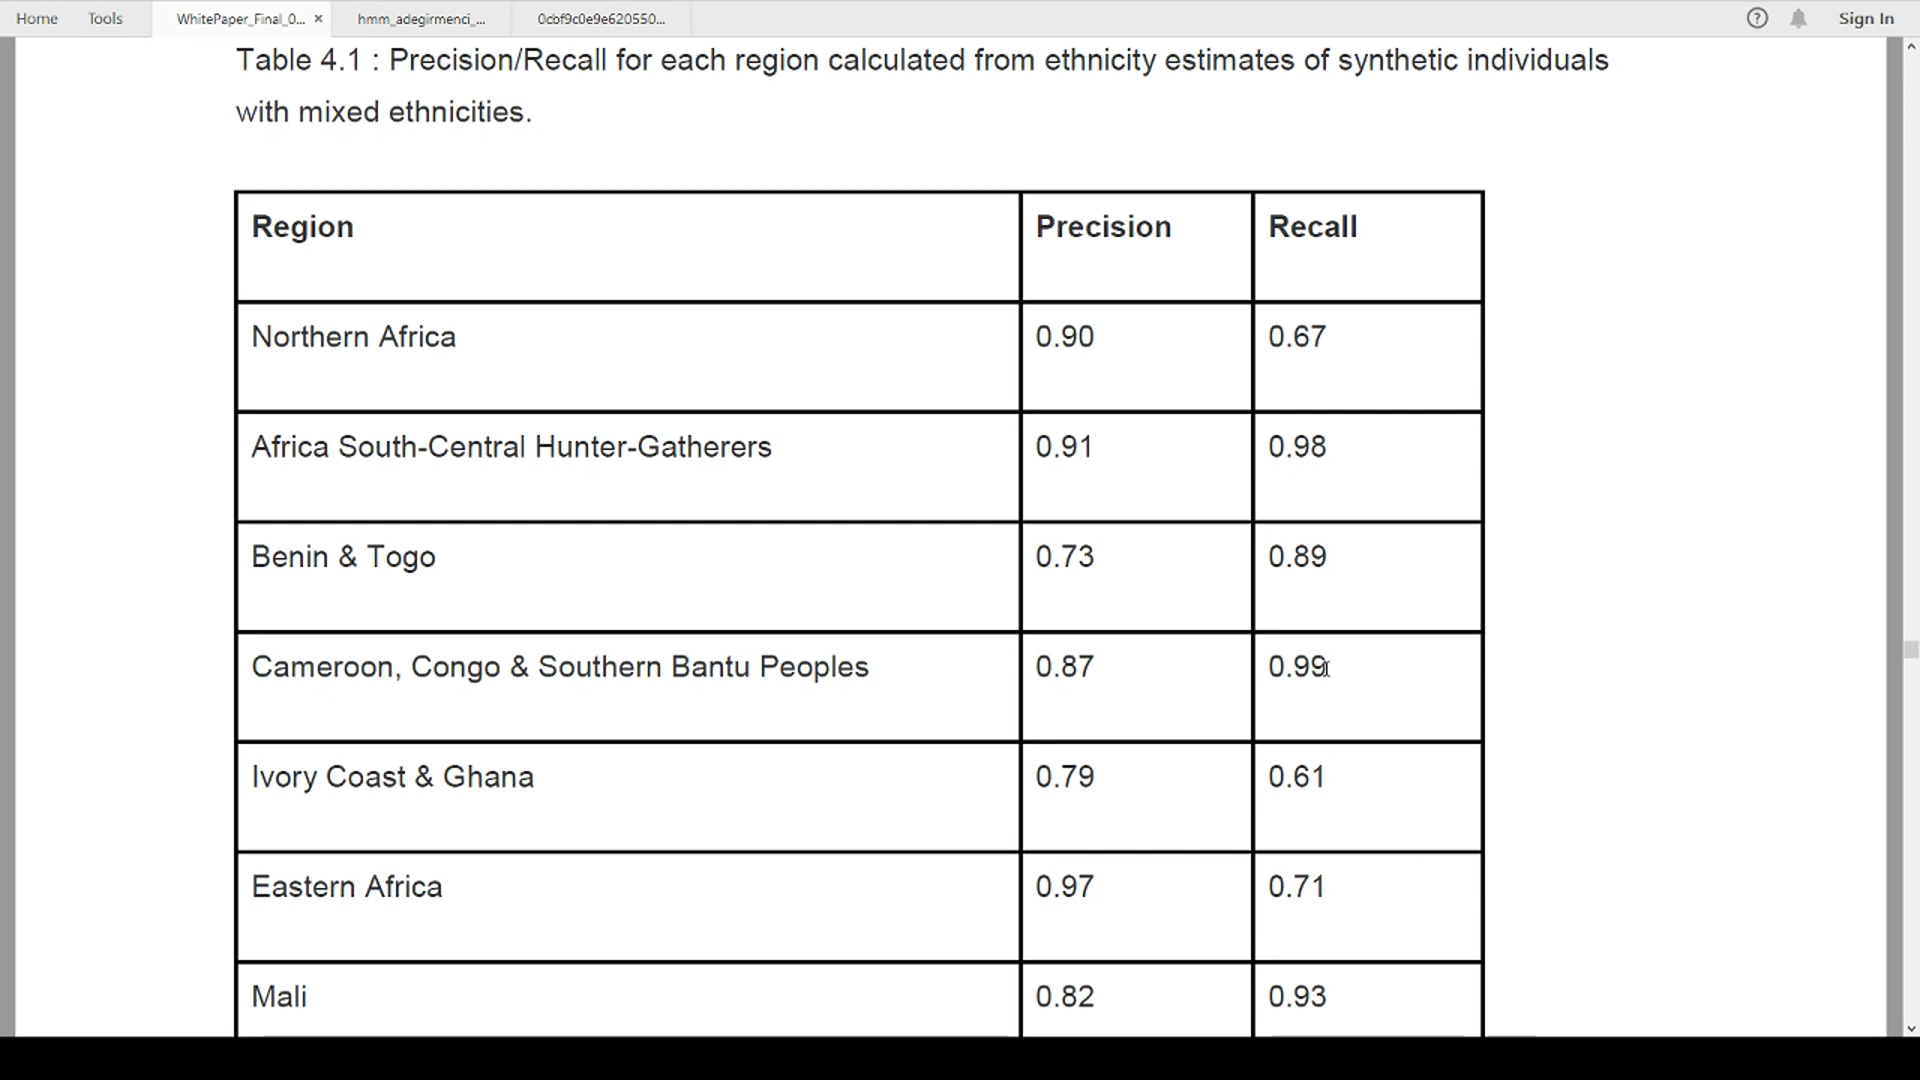 Home Tools WhitePaper_Final_0... × hmm_adegirmenci_... 0cbf9c0e9e620550... ? Sign In
Table 4.1 : Precision/Recall for each region calculated from ethnicity estimates of synthetic individuals
with mixed ethnicities.
Region Precision Recall
Northern Africa 0.90 0.67
Africa South-Central Hunter-Gatherers 0.91 0.98
Benin & Togo 0.73 0.89
Cameroon, Congo & Southern Bantu Peoples 0.87 0.99
Ivory Coast & Ghana 0.79 0.61
Eastern Africa 0.97 0.71
Mali 0.82 0.93